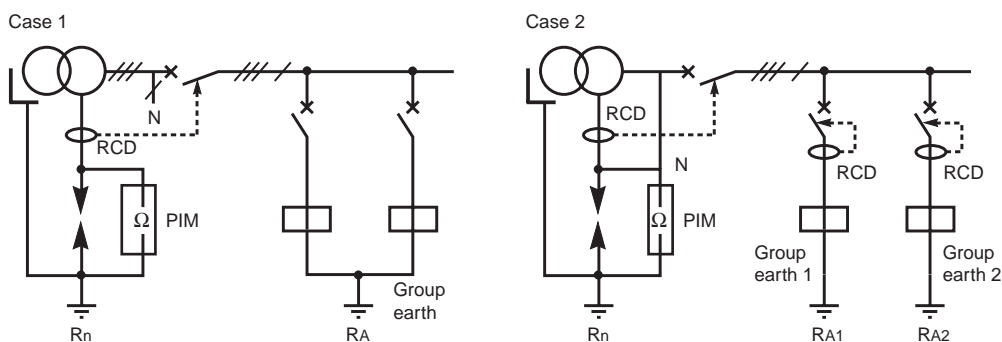 Case 1
N
RCD
Ω
PIM
Group
earth
Rn
RA
Case 2
RCD
N
Ω
PIM
RCD
RCD
Group
earth 1
Group
earth 2
Rn
RA1
RA2